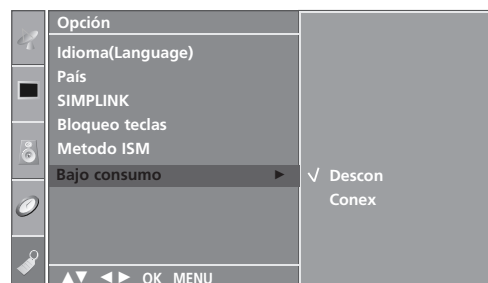 Opción
Idioma(Language)
País
SIMPLINK
Bloqueo teclas
Metodo ISM
Bajo consumo ► √ Descon
Conex
▲▼ ◄► OK MENU